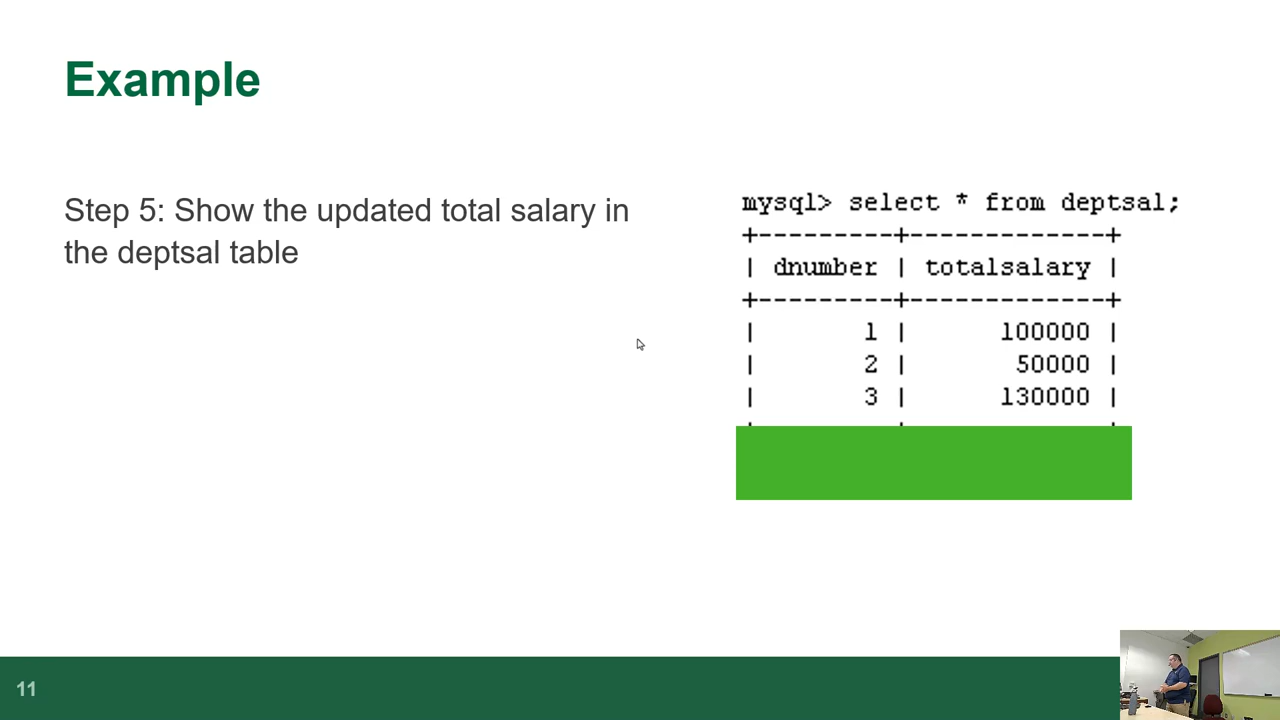 Example
Step 5: Show the updated total salary in
the deptsal table
mysql> select * from deptsal;
+---------+-------------+
| dnumber | totalsalary |
+---------+-------------+
| 1 | 100000 |
| 2 | 50000 |
| 3 | 130000 |
11